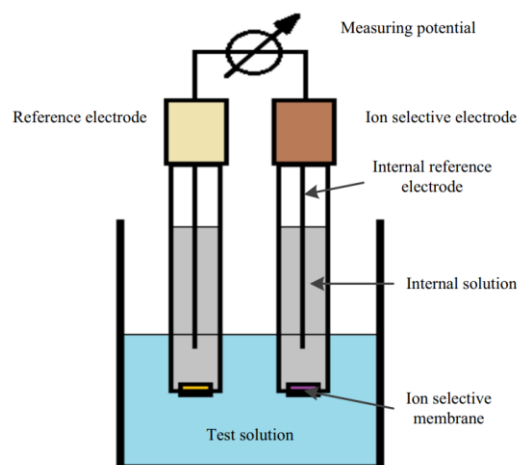 Measuring potential
Reference electrode
Ion selective electrode
Internal reference
electrode
Internal solution
Ion selective
membrane
Test solution